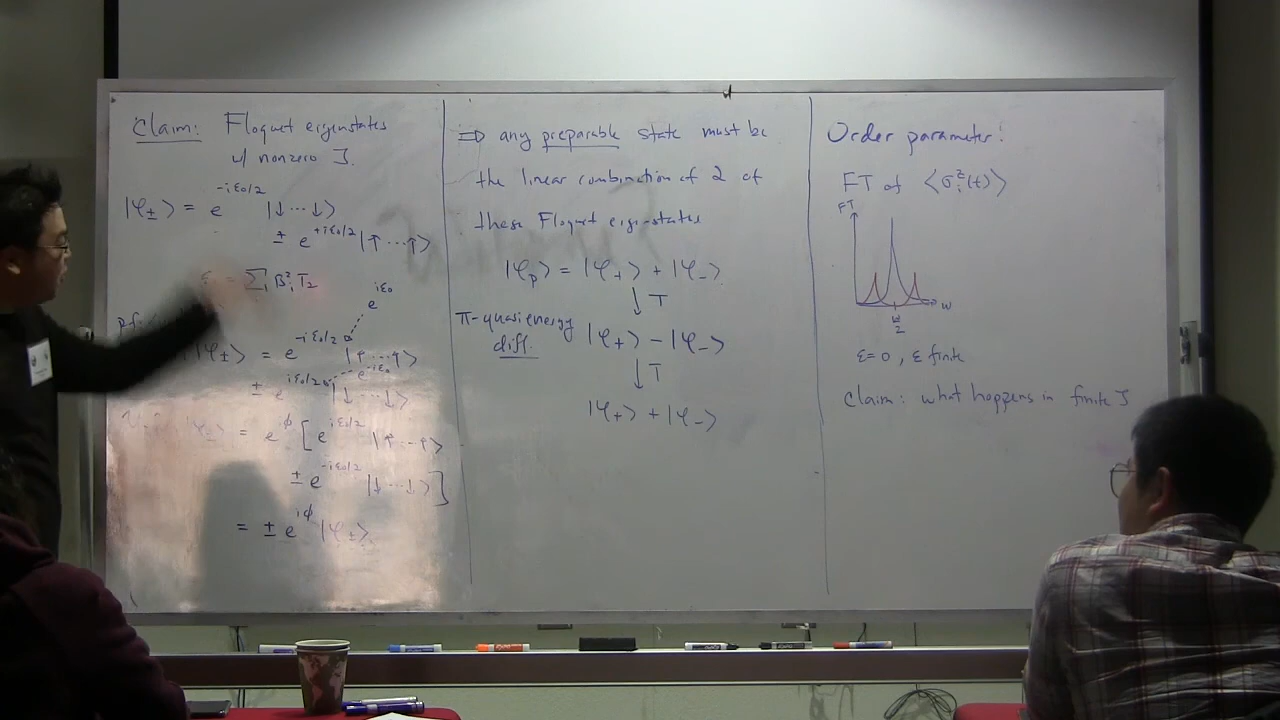 Claim: Floquet eigenstates
w/ nonzero J.
|φ±⟩ = e^{-iε₀/2} |↓⋯↓⟩
± e^{+iε₀/2} |↑⋯↑⟩
= Σ_i B_i^z T₂
|φ±⟩ = e^{-iε₀/2} |↑⋯↑⟩
e^{iε₀}
± e^{iε₀/2} |↓⋯↓⟩
e^{-iε₀}
= e^{iϕ} [ e^{iε₀/2} |↑⋯↑⟩
± e^{-iε₀/2} |↓⋯↓⟩ ]
= ± e^{iϕ} |φ±⟩
⇒ any preparable state must be
the linear combination of 2 of
these Floquet eigenstates
|φ_p⟩ = |φ₊⟩ + |φ₋⟩
↓ T
π-quasienergy
diff.
|φ₊⟩ − |φ₋⟩
↓ T
|φ₊⟩ + |φ₋⟩
Order parameter:
FT of ⟨σ_i^z(t)⟩
FT
ω
ω/2
ε=0, ε finite
claim: what happens in finite J